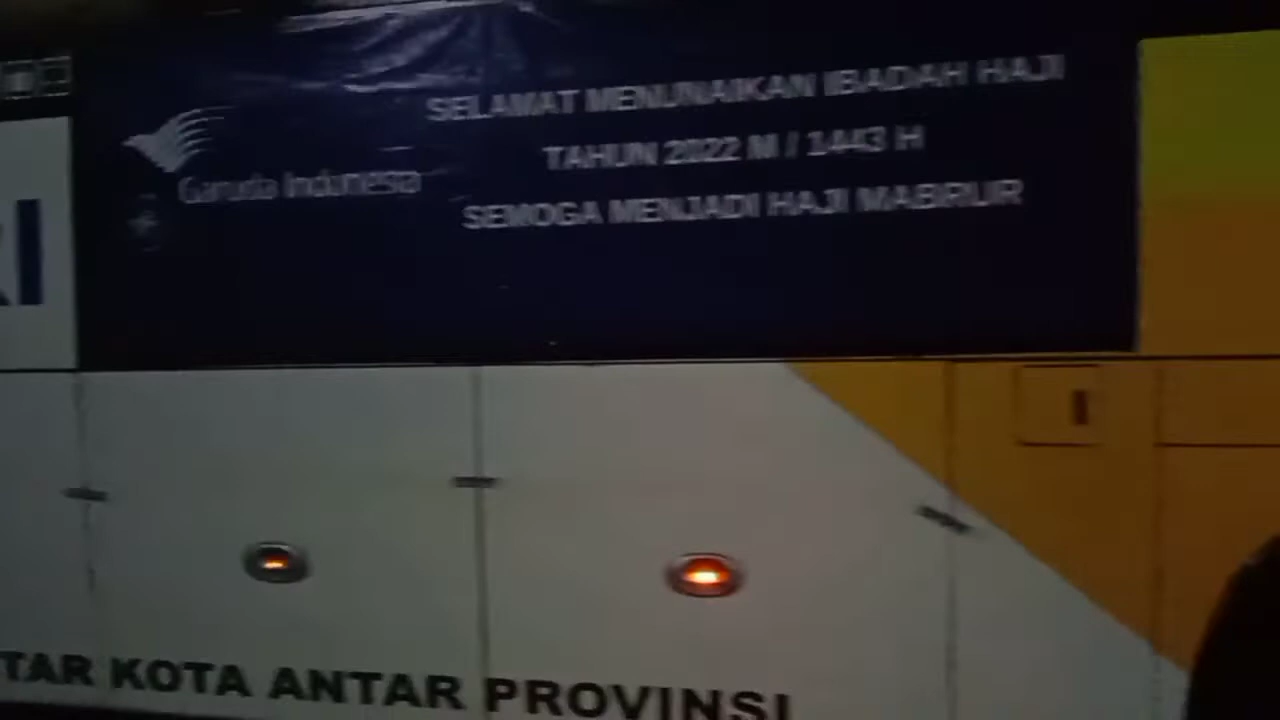 SELAMAT MENUNAIKAN IBADAH HAJI
TAHUN 2022 M / 1443 H
Garuda Indonesia
SEMOGA MENJADI HAJI MABRUR
TAR KOTA ANTAR PROVINSI